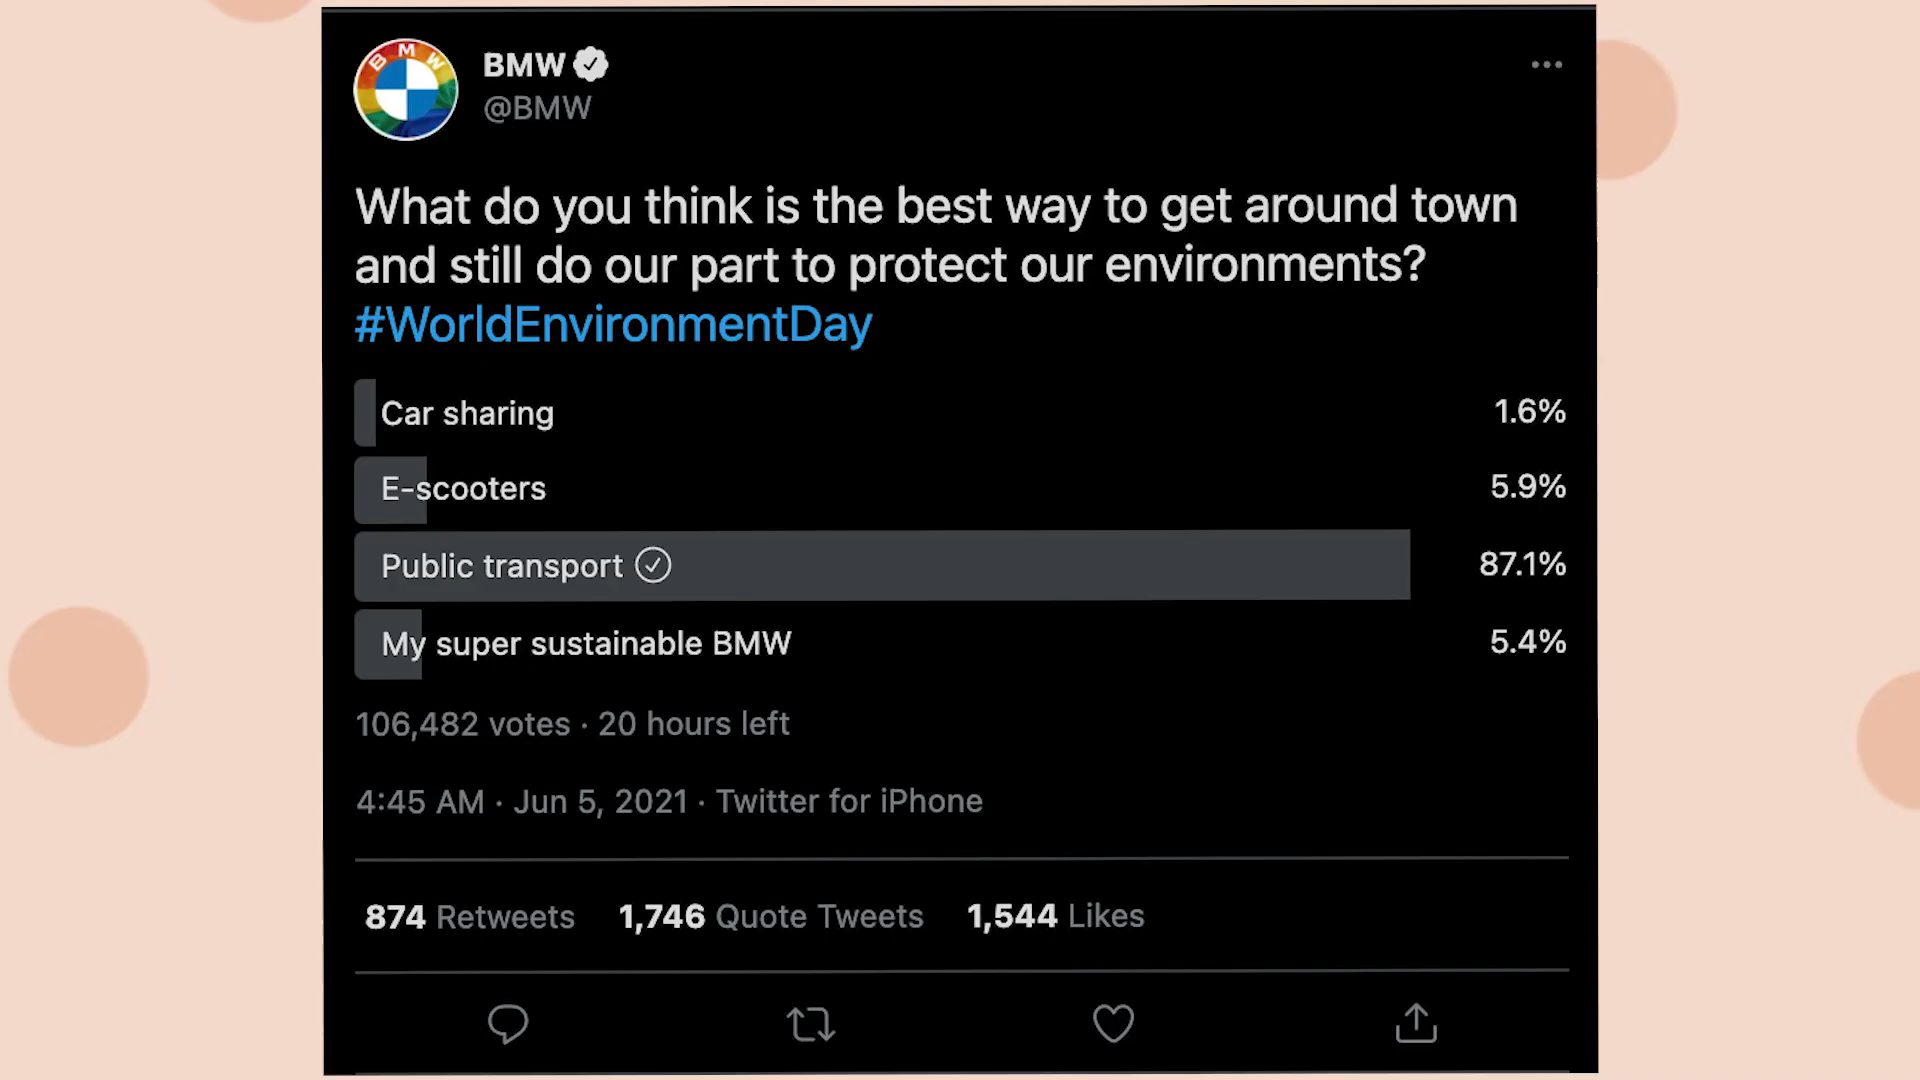 BMW
BMW
@BMW
What do you think is the best way to get around town
and still do our part to protect our environments?
#WorldEnvironmentDay
Car sharing 1.6%
E-scooters 5.9%
Public transport 87.1%
My super sustainable BMW 5.4%
106,482 votes · 20 hours left
4:45 AM · Jun 5, 2021 · Twitter for iPhone
874 Retweets 1,746 Quote Tweets 1,544 Likes